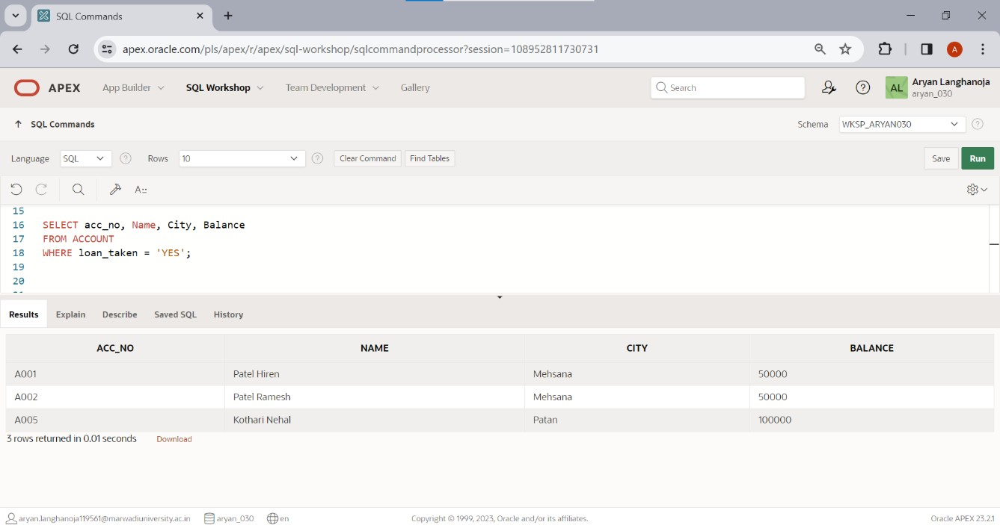 SQL Commands
apex.oracle.com/pls/apex/r/apex/sql-workshop/sqlcommandprocessor?session=108952811730731
A
APEX App Builder SQL Workshop Team Development Gallery Search AL Aryan Langhanoja
aryan_030
SQL Commands Schema WKSP_ARYAN030
Language SQL Rows 10 Clear Command Find Tables Save Run
15
16 SELECT acc_no, Name, City, Balance
17 FROM ACCOUNT
18 WHERE loan_taken = 'YES';
19
20
Results Explain Describe Saved SQL History
ACC_NO NAME CITY BALANCE
A001 Patel Hiren Mehsana 50000
A002 Patel Ramesh Mehsana 50000
A005 Kothari Nehal Patan 100000
3 rows returned in 0.01 seconds Download
aryan.langhanoja119561@marwadiuniversity.ac.in aryan_030 en Copyright © 1999, 2023, Oracle and/or its affiliates. Oracle APEX 23.2.1